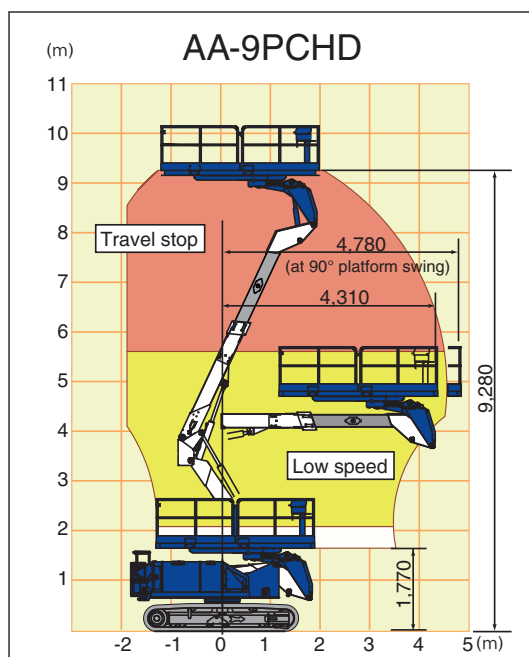 AA-9PCHD
(m)
11
10
9
8
7
6
5
4
3
2
1
Travel stop
4,780
(at 90° platform swing)
4,310
9,280
Low speed
1,770
-2 -1 0 1 2 3 4 5 (m)